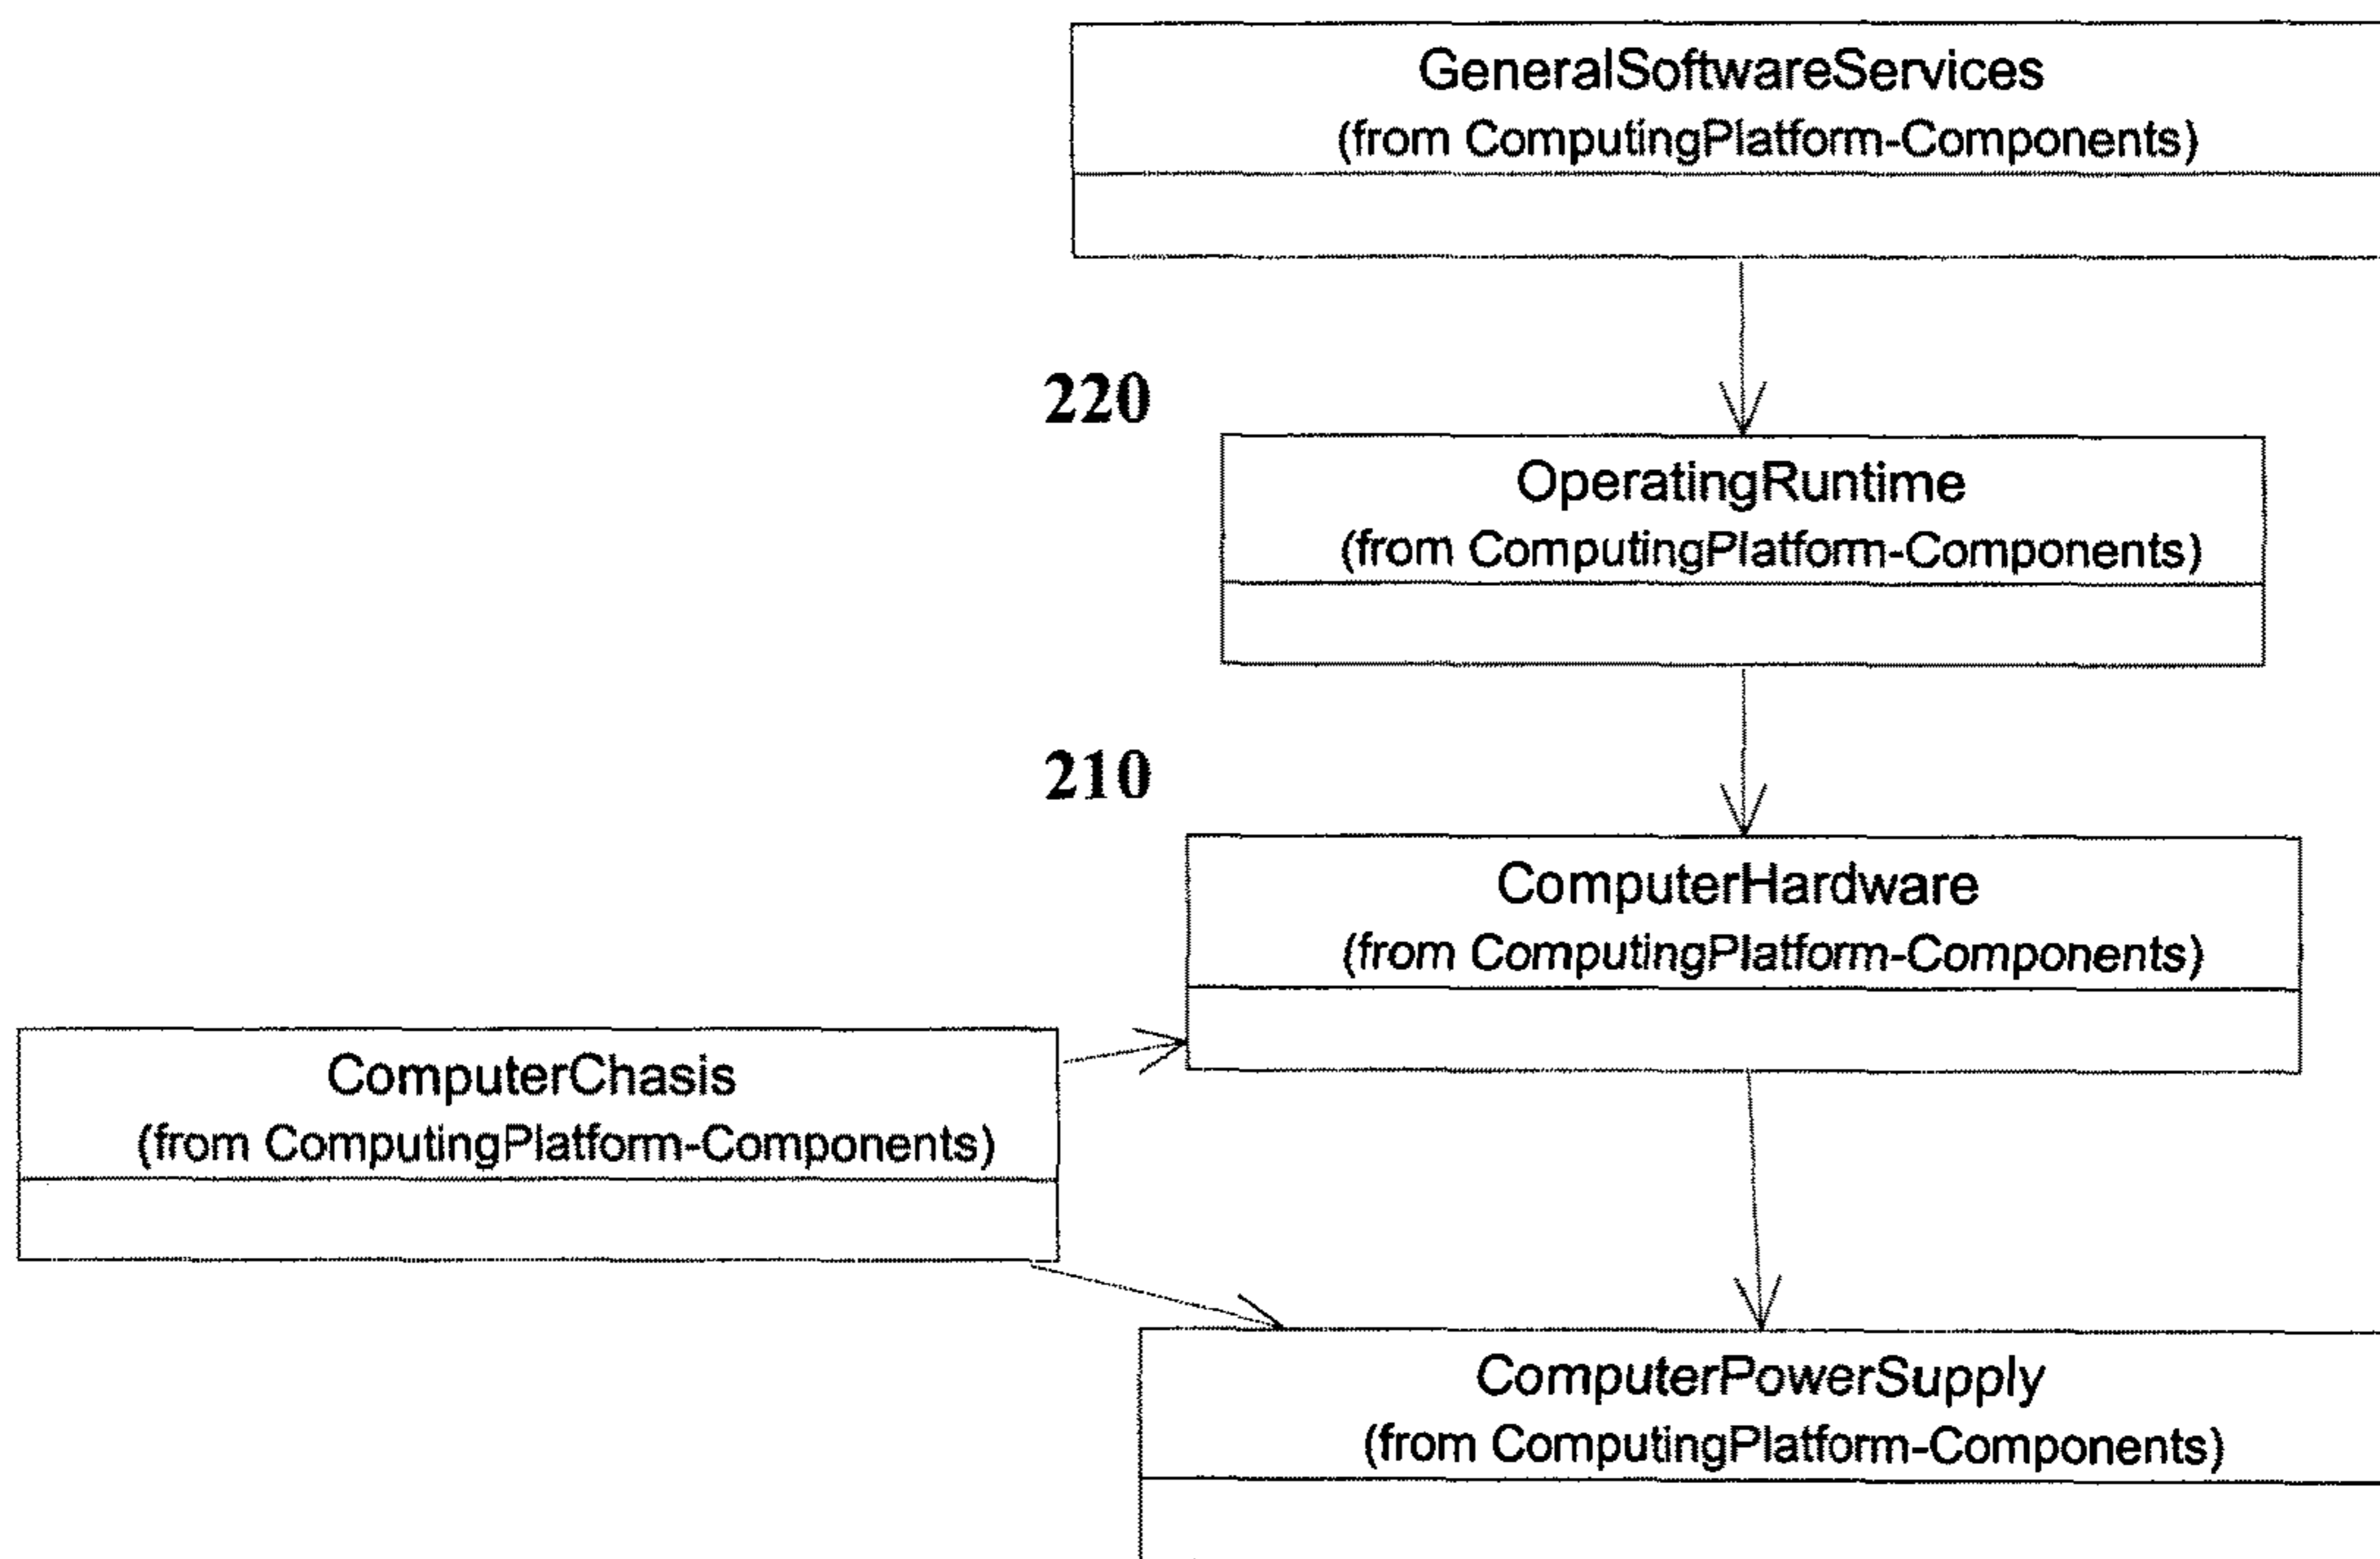 GeneralSoftwareServices
(from ComputingPlatform-Components)
220
OperatingRuntime
(from ComputingPlatform-Components)
210
ComputerHardware
(from ComputingPlatform-Components)
ComputerChasis
(from ComputingPlatform-Components)
ComputerPowerSupply
(from ComputingPlatform-Components)